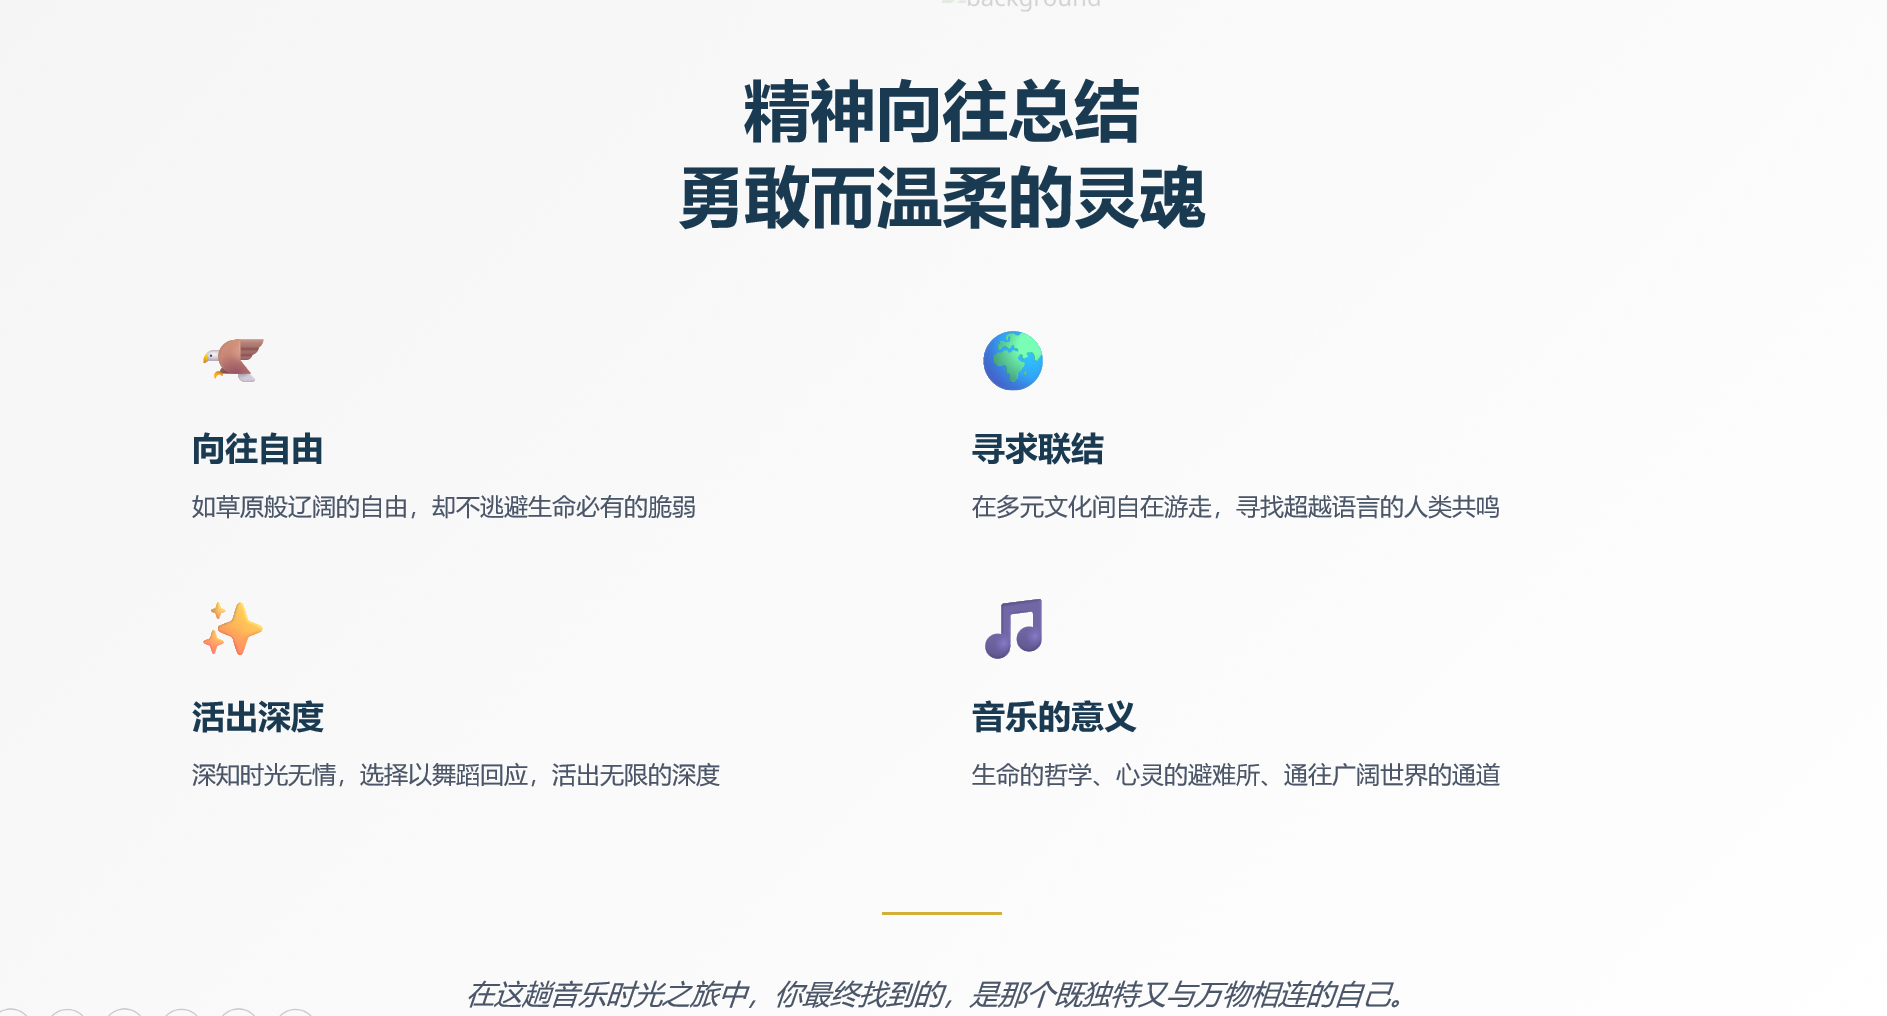 background
精神向往总结
勇敢而温柔的灵魂
向往自由
如草原般辽阔的自由，却不逃避生命必有的脆弱
寻求联结
在多元文化间自在游走，寻找超越语言的人类共鸣
活出深度
深知时光无情，选择以舞蹈回应，活出无限的深度
音乐的意义
生命的哲学、心灵的避难所、通往广阔世界的通道
在这趟音乐时光之旅中，你最终找到的，是那个既独特又与万物相连的自己。